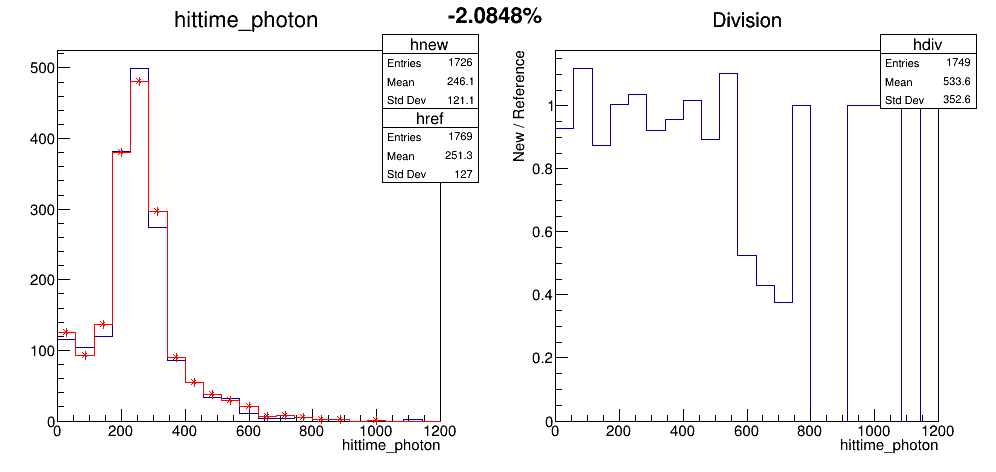 -2.0848%
hittime_photon
hnew
Entries 1726
Mean 246.1
Std Dev 121.1
href
Entries 1769
Mean 251.3
Std Dev 127
500
400
300
200
100
0
0 200 400 600 800 1000 1200
hittime_photon
Division
hdiv
Entries 1749
Mean 533.6
Std Dev 352.6
New / Reference
1
0.8
0.6
0.4
0.2
0
0 200 400 600 800 1000 1200
hittime_photon